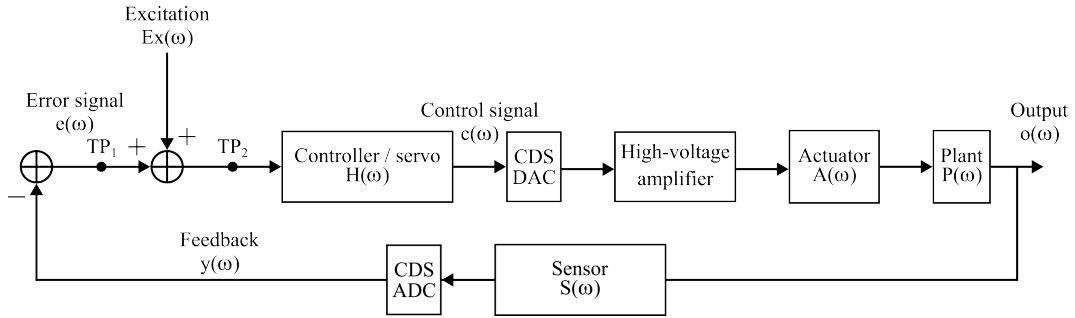 Excitation
Ex(ω)
Error signal
e(ω)
TP1
+
+
TP2
−
Controller / servo
H(ω)
Control signal
c(ω)
CDS
DAC
High-voltage
amplifier
Actuator
A(ω)
Plant
P(ω)
Output
o(ω)
Feedback
y(ω)
CDS
ADC
Sensor
S(ω)